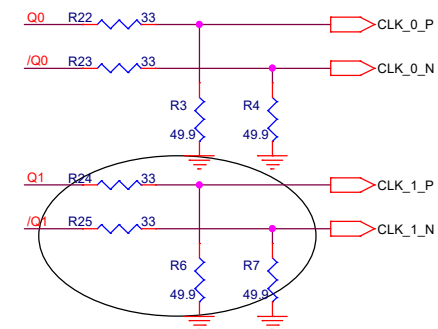 Q0 R22 33 CLK_0_P
/Q0 R23 33 CLK_0_N
R3 R4
49.9 49.9
Q1 R24 33 CLK_1_P
/Q1 R25 33 CLK_1_N
R6 R7
49.9 49.9